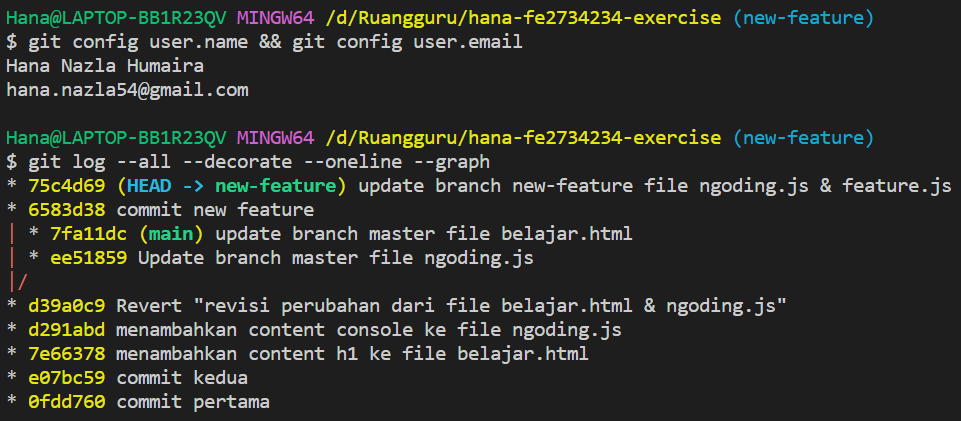 Hana@LAPTOP-BB1R23QV MINGW64 /d/Ruangguru/hana-fe2734234-exercise (new-feature)
$ git config user.name && git config user.email
Hana Nazla Humaira
hana.nazla54@gmail.com
Hana@LAPTOP-BB1R23QV MINGW64 /d/Ruangguru/hana-fe2734234-exercise (new-feature)
$ git log --all --decorate --oneline --graph
* 75c4d69 (HEAD -> new-feature) update branch new-feature file ngoding.js & feature.js
* 6583d38 commit new feature
| * 7fa11dc (main) update branch master file belajar.html
| * ee51859 Update branch master file ngoding.js
|/
* d39a0c9 Revert "revisi perubahan dari file belajar.html & ngoding.js"
* d291abd menambahkan content console ke file ngoding.js
* 7e66378 menambahkan content h1 ke file belajar.html
* e07bc59 commit kedua
* 0fdd760 commit pertama